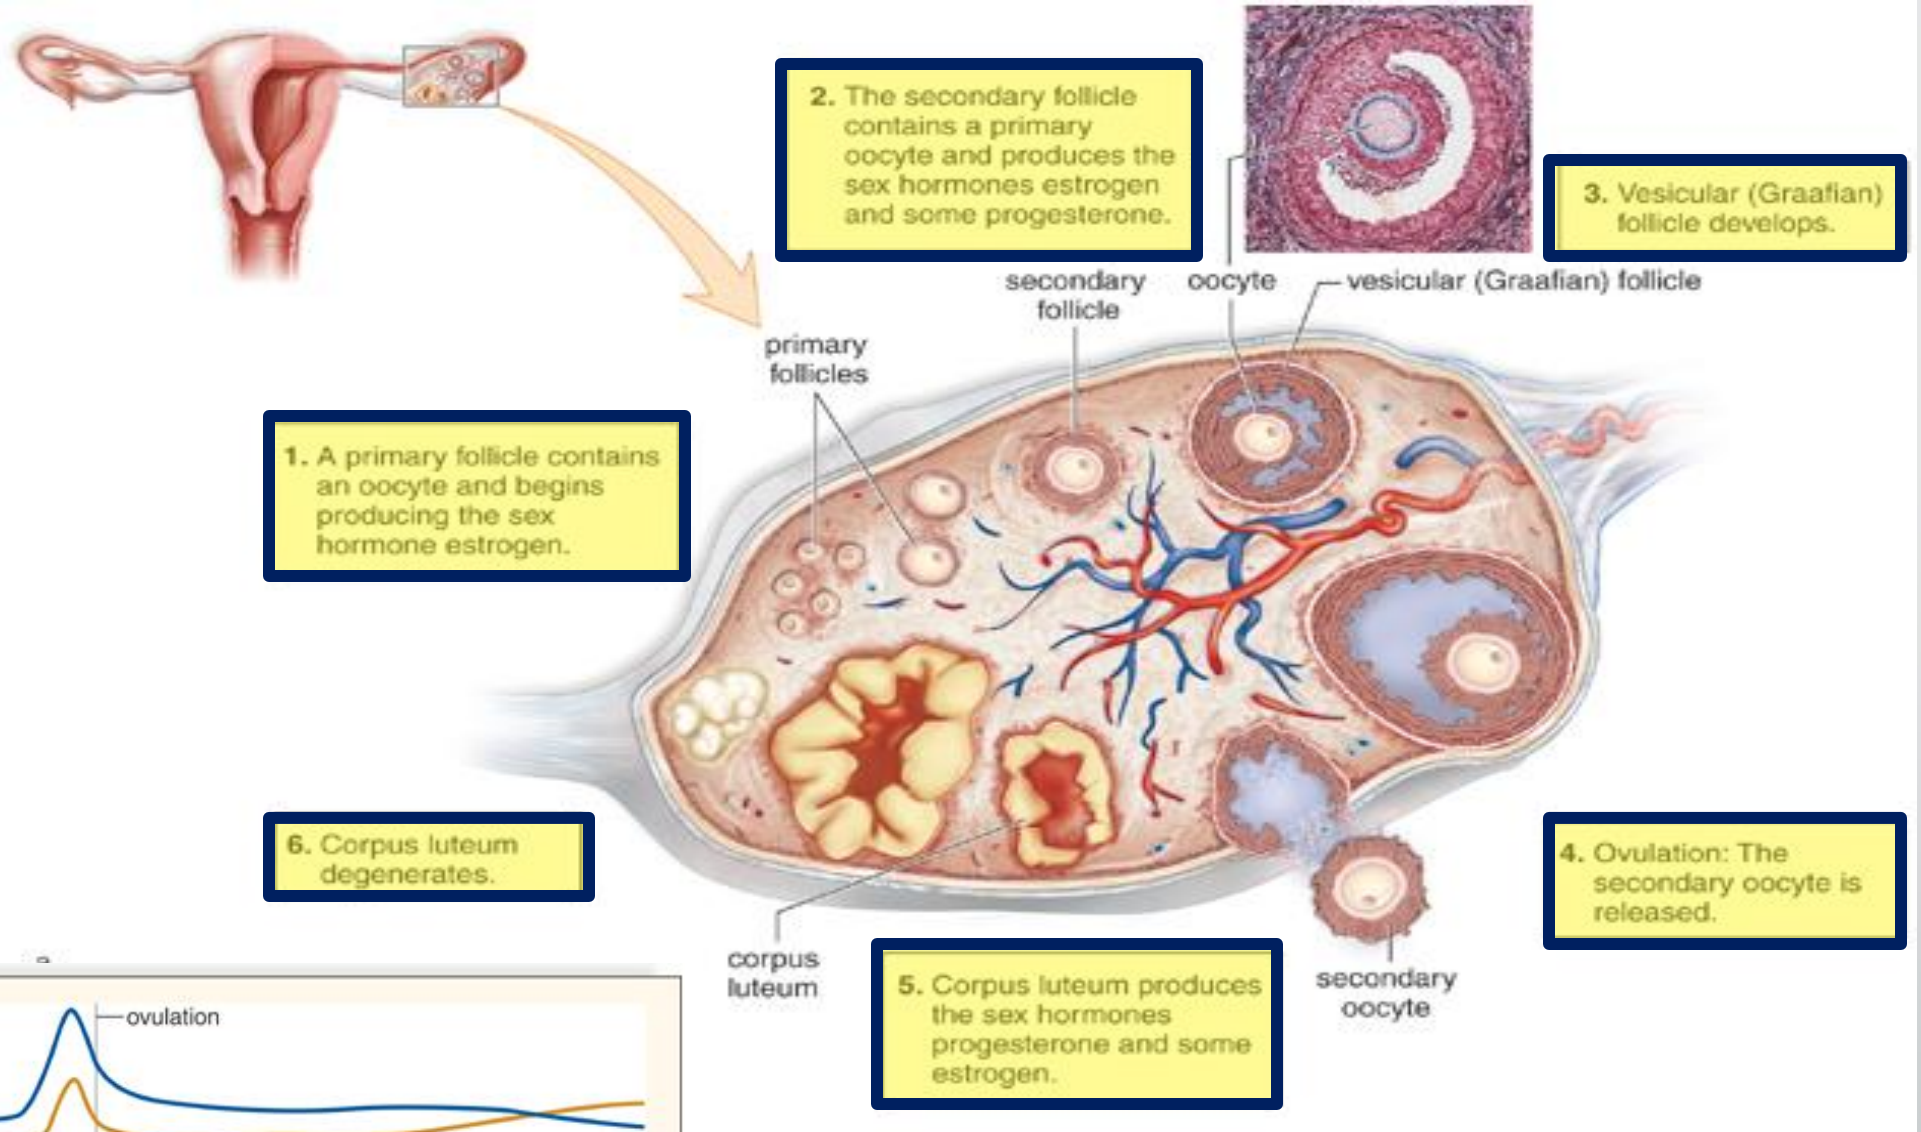 2. The secondary follicle
contains a primary
oocyte and produces the
sex hormones estrogen
and some progesterone.
3. Vesicular (Graafian)
follicle develops.
secondary
follicle
oocyte
vesicular (Graafian) follicle
primary
follicles
1. A primary follicle contains
an oocyte and begins
producing the sex
hormone estrogen.
6. Corpus luteum
degenerates.
4. Ovulation: The
secondary oocyte is
released.
corpus
luteum
5. Corpus luteum produces
the sex hormones
progesterone and some
estrogen.
secondary
oocyte
ovulation